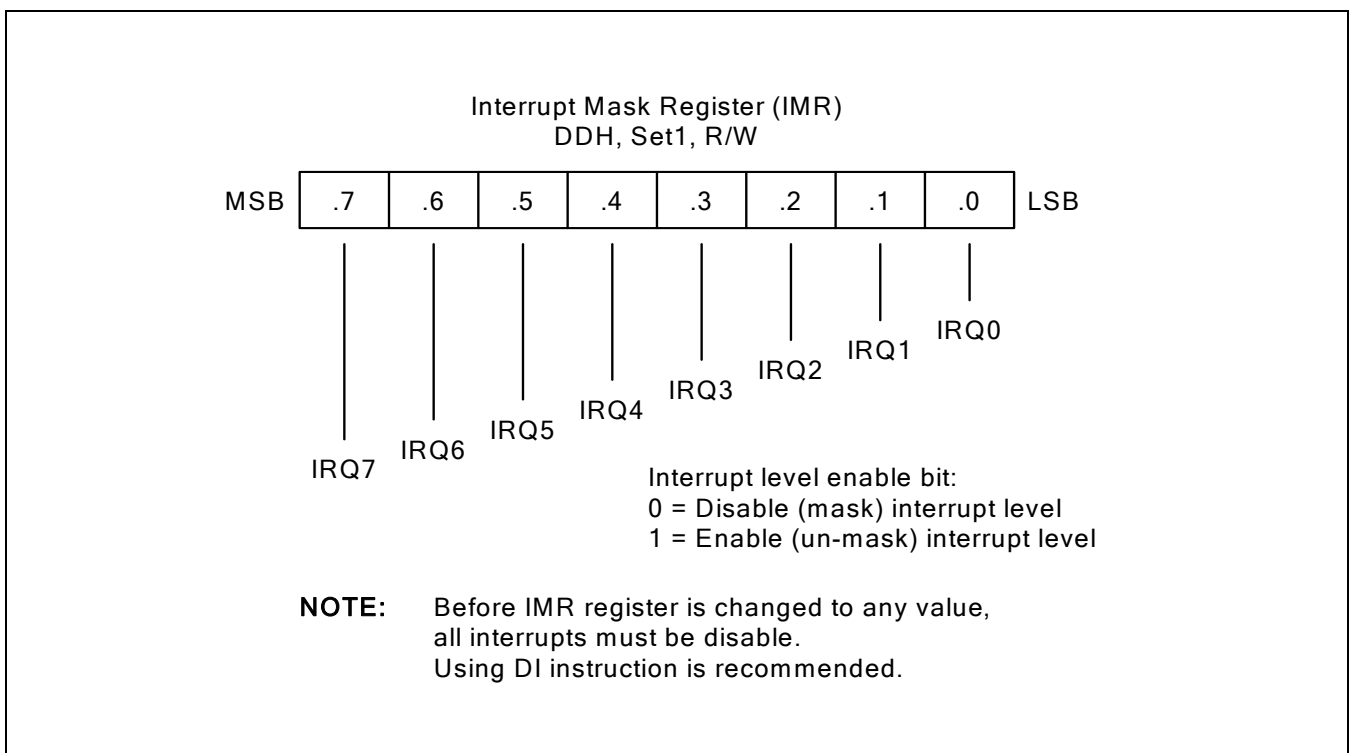 Interrupt Mask Register (IMR)
DDH, Set1, R/W
MSB .7 .6 .5 .4 .3 .2 .1 .0 LSB
IRQ7 IRQ6 IRQ5 IRQ4 IRQ3 IRQ2 IRQ1 IRQ0
Interrupt level enable bit:
0 = Disable (mask) interrupt level
1 = Enable (un-mask) interrupt level
NOTE: Before IMR register is changed to any value,
all interrupts must be disable.
Using DI instruction is recommended.